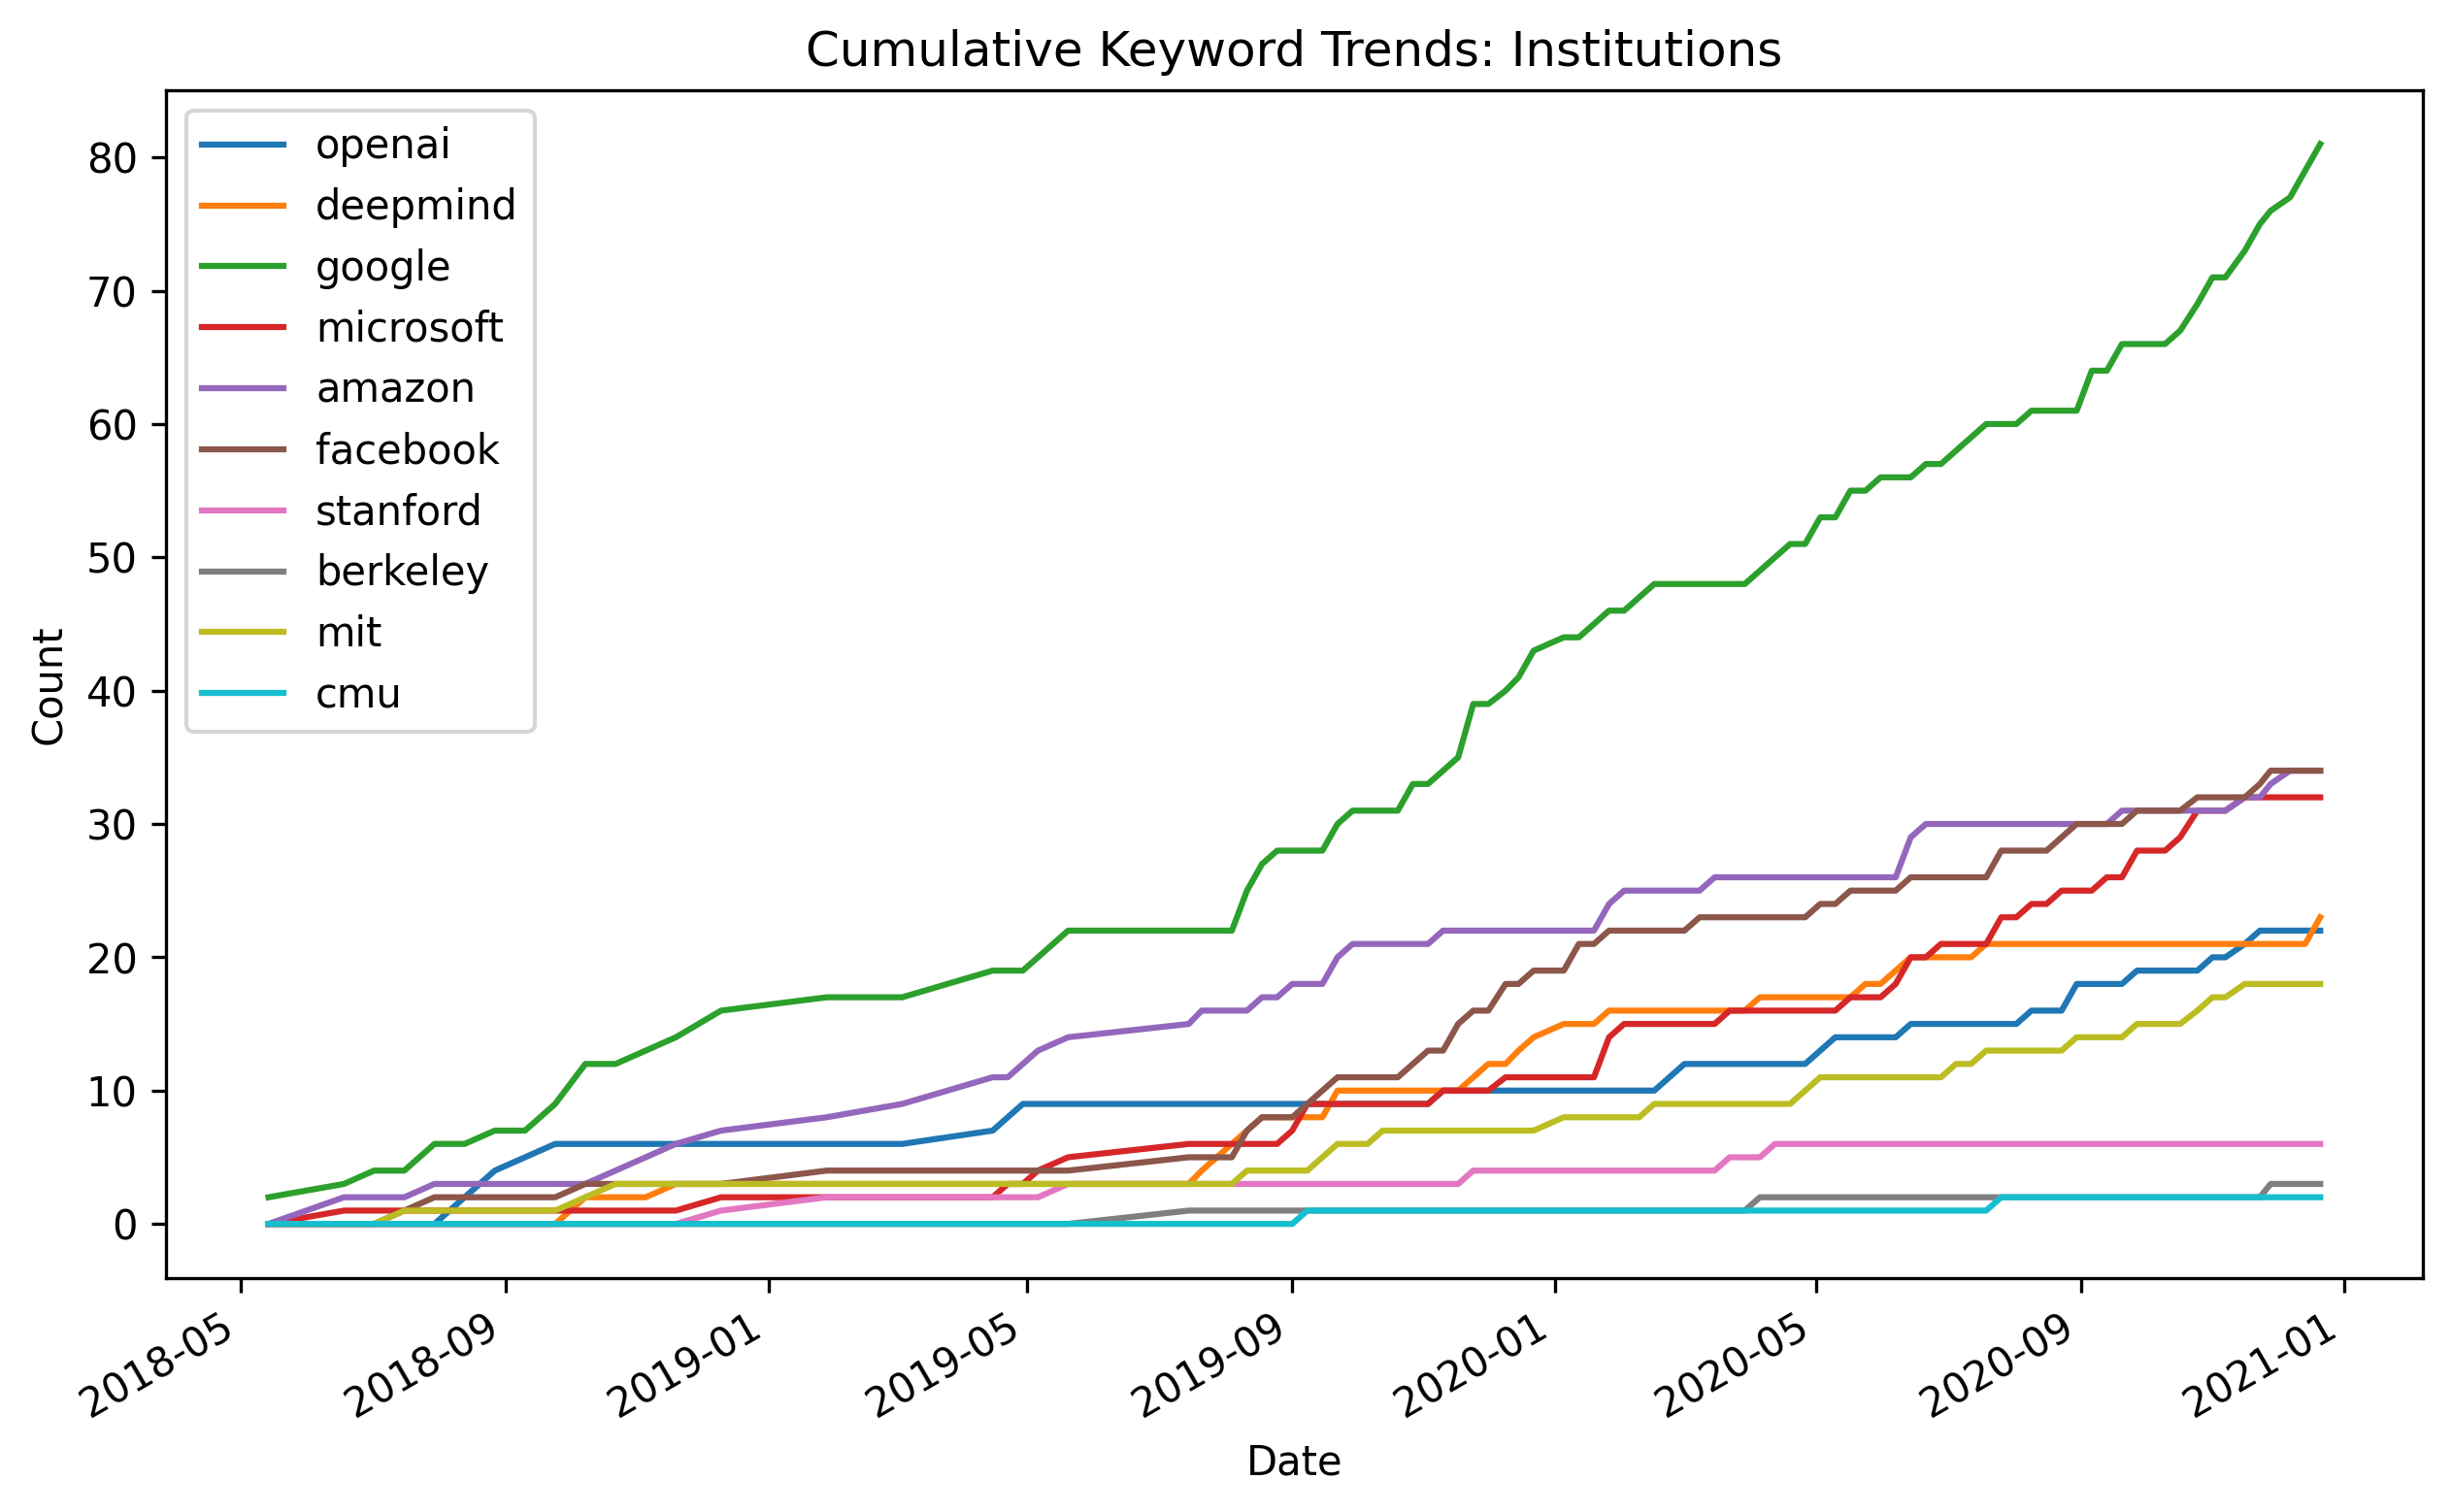 Cumulative Keyword Trends: Institutions
openai
deepmind
google
microsoft
amazon
facebook
stanford
berkeley
mit
cmu
Count
80
70
60
50
40
30
20
10
0
2018-05
2018-09
2019-01
2019-05
2019-09
2020-01
2020-05
2020-09
2021-01
Date